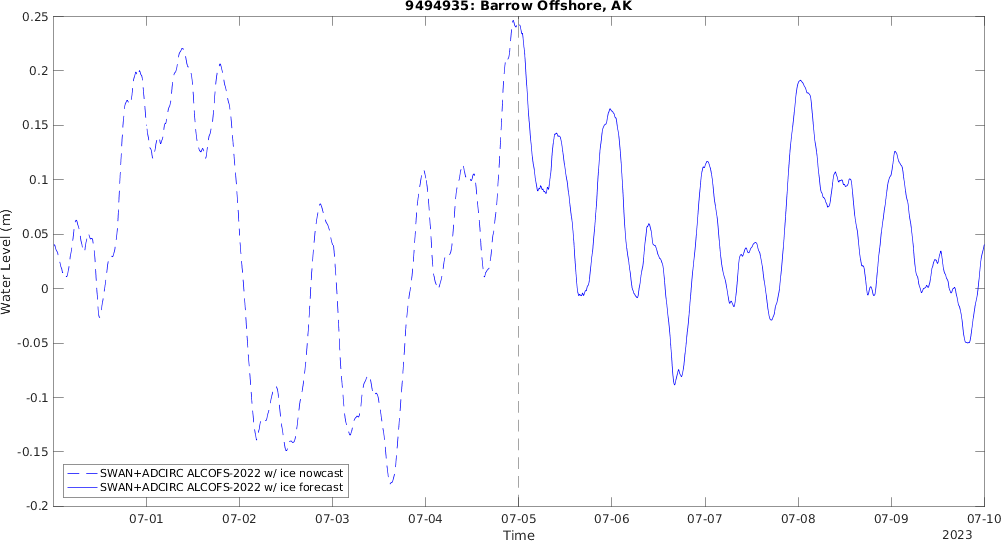 9494935: Barrow Offshore, AK
0.25
0.2
0.15
0.1
0.05
0
-0.05
-0.1
-0.15
-0.2
Water Level (m)
SWAN+ADCIRC ALCOFS-2022 w/ ice nowcast
SWAN+ADCIRC ALCOFS-2022 w/ ice forecast
07-01 07-02 07-03 07-04 07-05 07-06 07-07 07-08 07-09 07-10
Time
2023